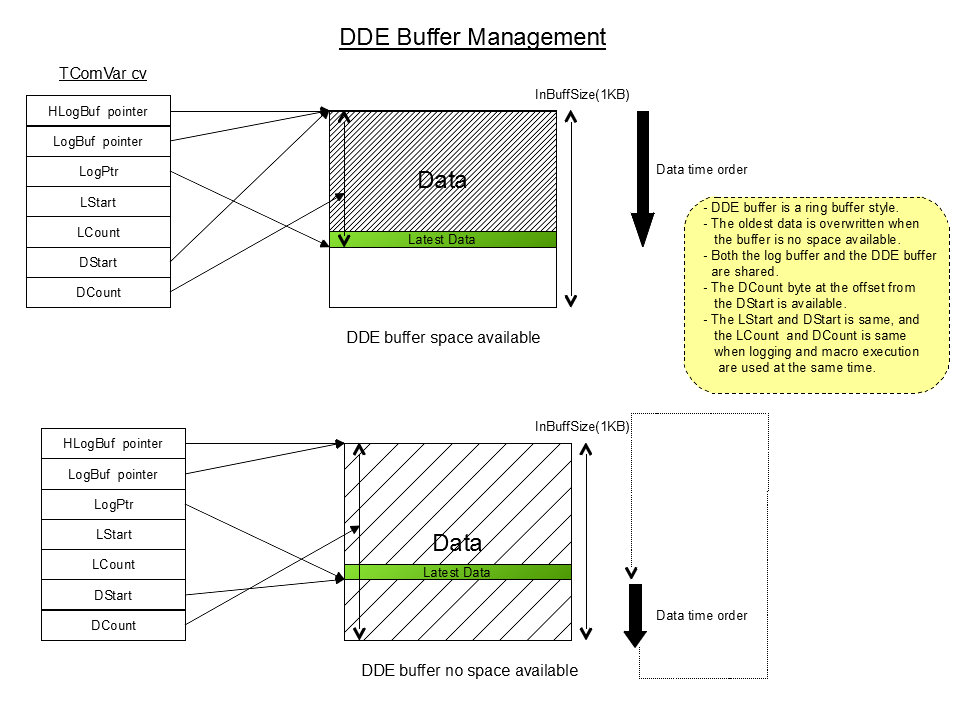 DDE Buffer Management
TComVar cv
HLogBuf pointer
LogBuf pointer
LogPtr
LStart
LCount
DStart
DCount
InBuffSize(1KB)
Data
Latest Data
DDE buffer space available
Data time order
- DDE buffer is a ring buffer style.
- The oldest data is overwritten when
the buffer is no space available.
- Both the log buffer and the DDE buffer
are shared.
- The DCount byte at the offset from
the DStart is available.
- The LStart and DStart is same, and
the LCount and DCount is same
when logging and macro execution
are used at the same time.
HLogBuf pointer
LogBuf pointer
LogPtr
LStart
LCount
DStart
DCount
InBuffSize(1KB)
Data
Latest Data
DDE buffer no space available
Data time order